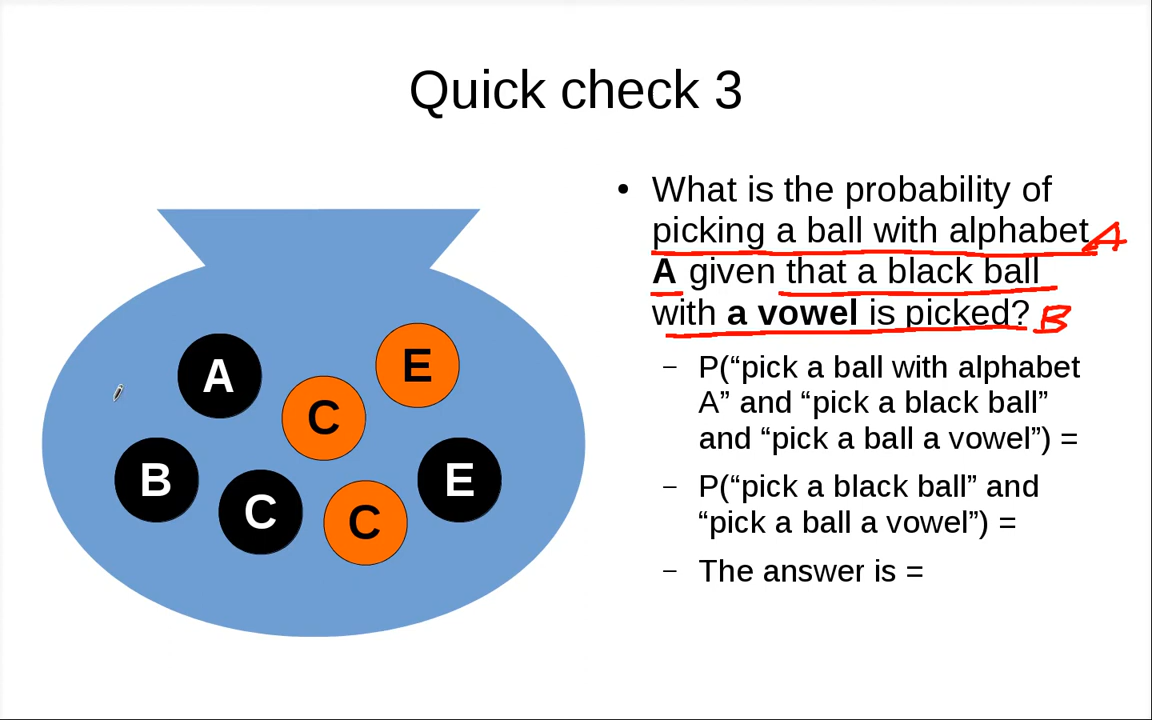 Quick check 3
• What is the probability of
picking a ball with alphabet
A
A given that a black ball
with a vowel is picked?
B
– P(“pick a ball with alphabet
A” and “pick a black ball”
and “pick a ball a vowel”) =
– P(“pick a black ball” and
“pick a ball a vowel”) =
– The answer is =
A
E
C
B
E
C
C